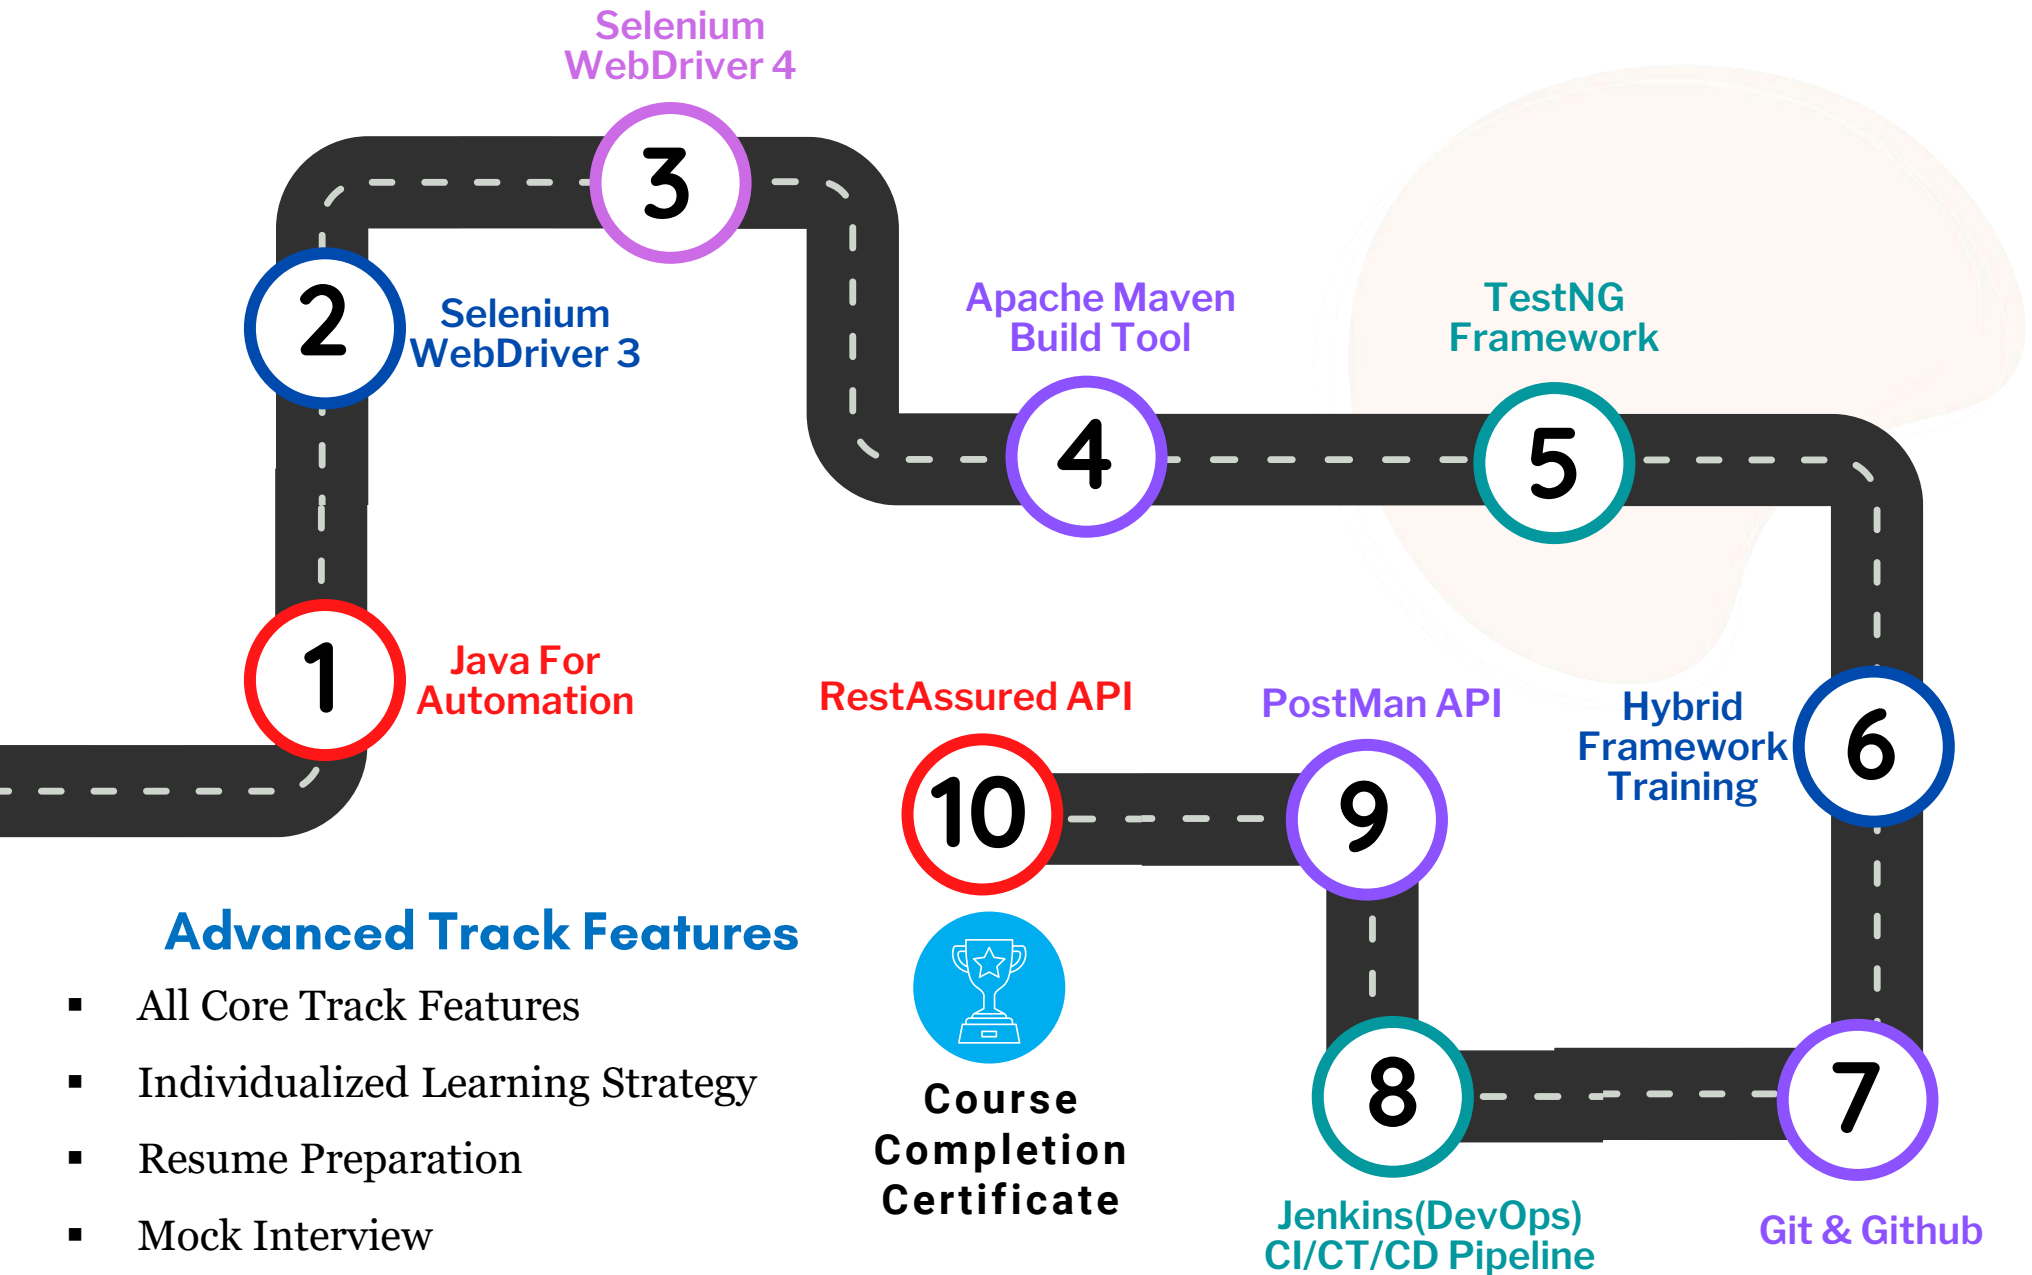 Selenium
WebDriver 4
3
2
Selenium
WebDriver 3
Apache Maven
Build Tool
4
TestNG
Framework
5
1
Java For
Automation
Hybrid
Framework
Training
6
RestAssured API
10
PostMan API
9
8
Jenkins(DevOps)
CI/CT/CD Pipeline
7
Git & Github
Course
Completion
Certificate
Advanced Track Features
▪ All Core Track Features
▪ Individualized Learning Strategy
▪ Resume Preparation
▪ Mock Interview